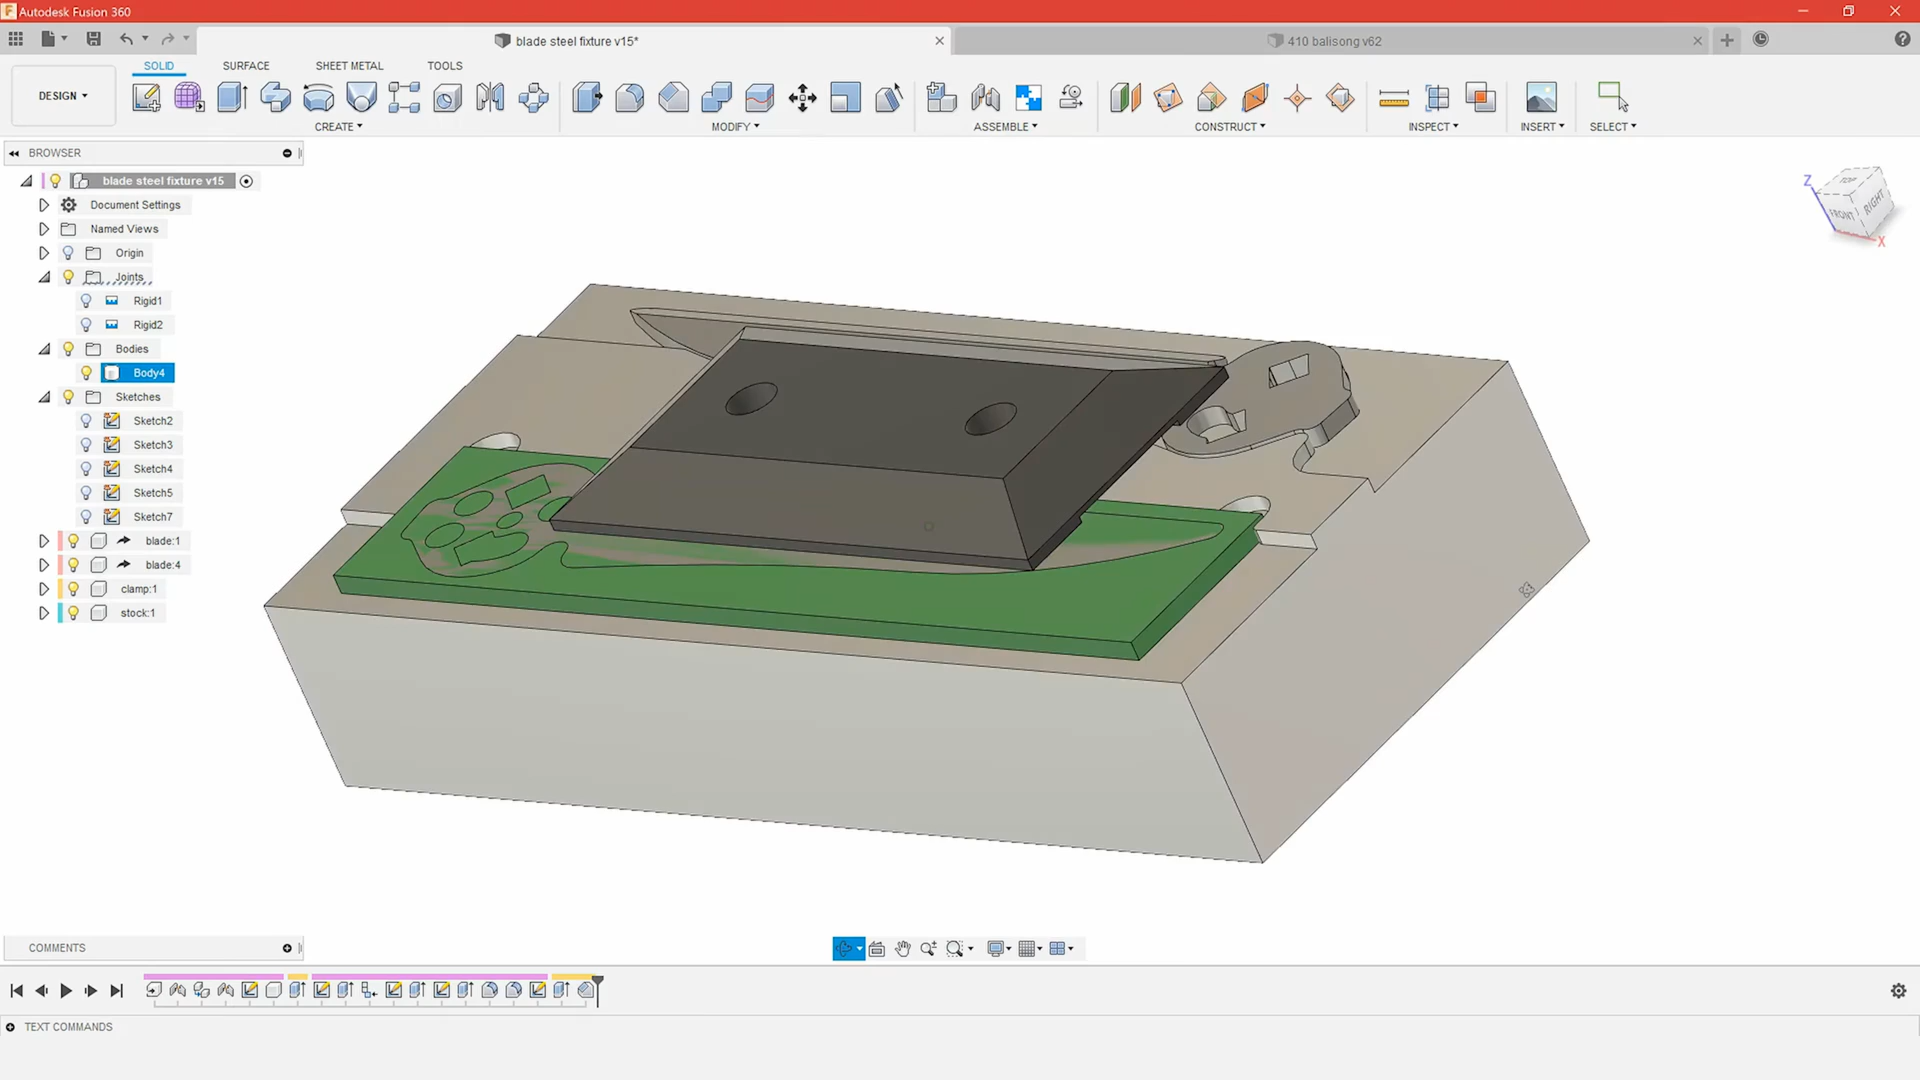 Autodesk Fusion 360
blade steel fixture v15*
410 balisong v62
DESIGN
SOLID
SURFACE
SHEET METAL
TOOLS
CREATE
MODIFY
ASSEMBLE
CONSTRUCT
INSPECT
INSERT
SELECT
BROWSER
blade steel fixture v15
Document Settings
Named Views
Origin
Joints
Rigid1
Rigid2
Bodies
Body4
Sketches
Sketch2
Sketch3
Sketch4
Sketch5
Sketch7
blade:1
blade:4
clamp:1
stock:1
Z
TOP
FRONT
RIGHT
X
COMMENTS
TEXT COMMANDS